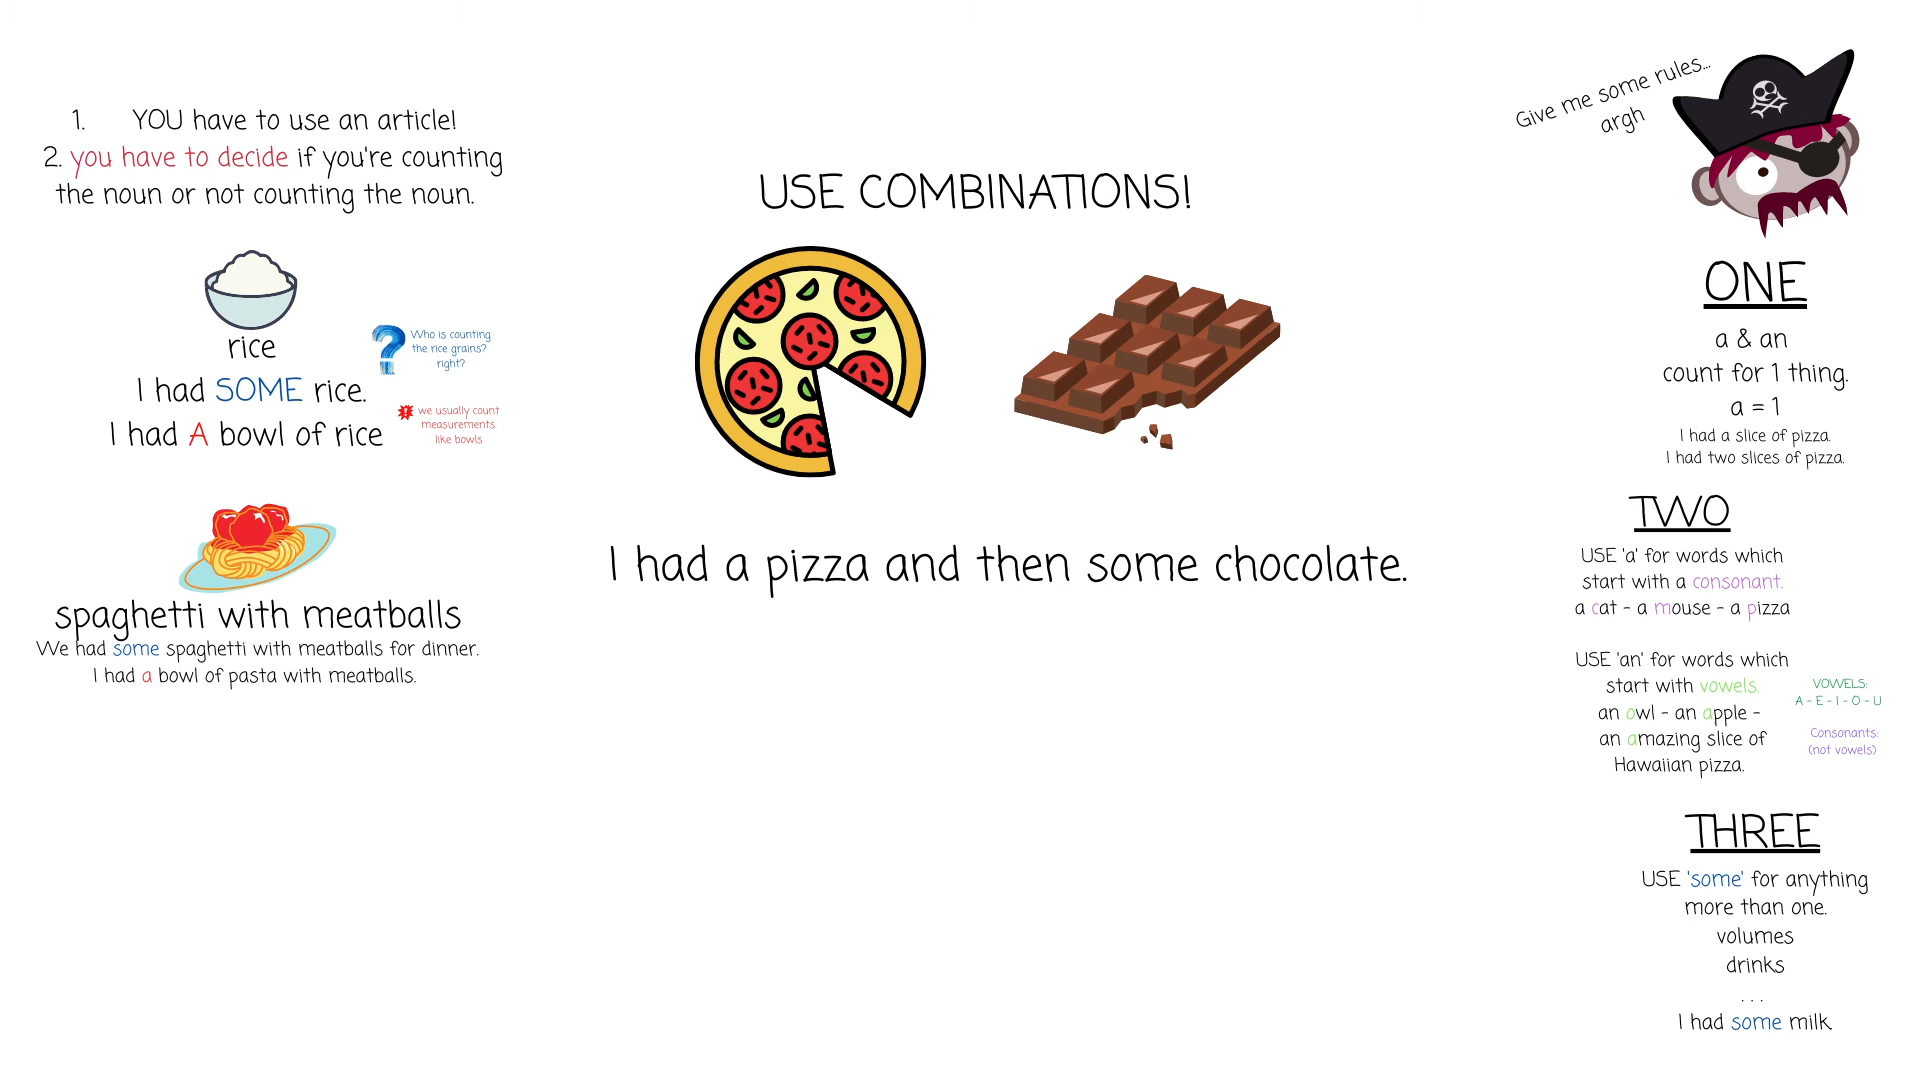 1. YOU have to use an article!
2. you have to decide if you're counting
the noun or not counting the noun.
rice
Who is counting
the rice grains?
right?
I had SOME rice.
I had A bowl of rice
we usually count
measurements.
like bowls
spaghetti with meatballs
We had some spaghetti with meatballs for dinner.
I had a bowl of pasta with meatballs.
USE COMBINATIONS!
I had a pizza and then some chocolate.
Give me some rules...
argh
ONE
a & an
count for 1 thing.
a = 1
I had a slice of pizza.
I had two slices of pizza.
TWO
USE 'a' for words which
start with a consonant.
a cat - a mouse - a pizza
USE 'an' for words which
start with vowels.
an owl - an apple -
an amazing slice of
Hawaiian pizza.
VOWELS:
A - E - I - O - U
Consonants:
(not vowels)
THREE
USE 'some' for anything
more than one.
volumes
drinks
. . .
I had some milk